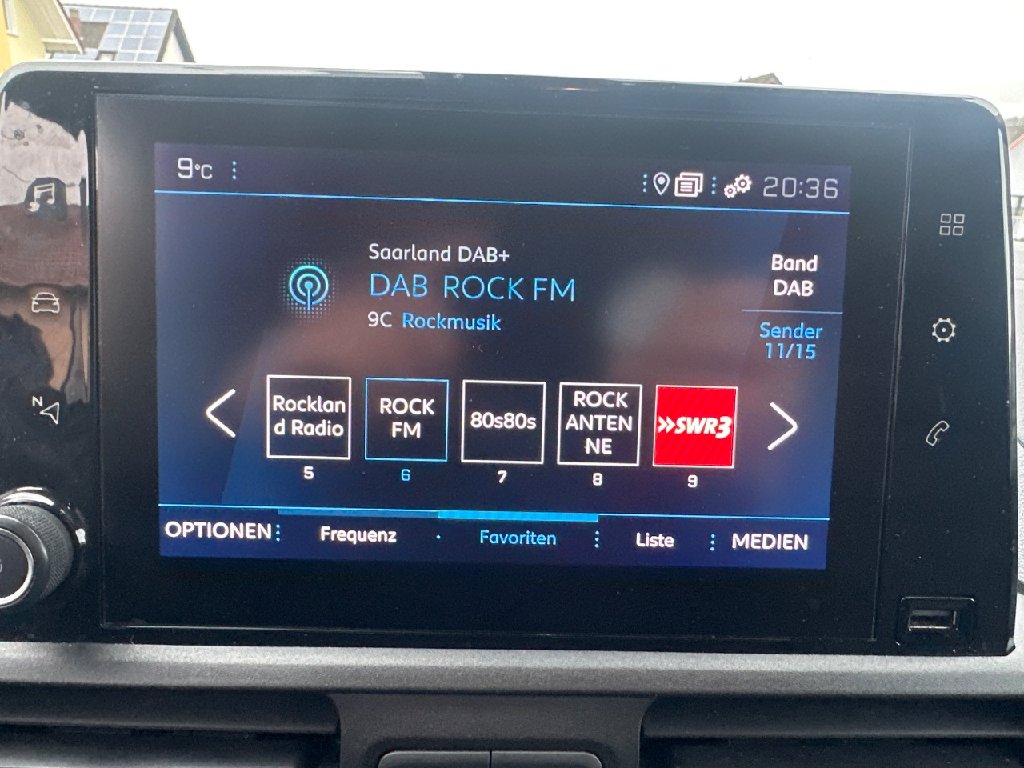 9°C
20:36
Saarland DAB+
DAB ROCK FM
9C Rockmusik
Band
DAB
Sender
11/15
N
Rocklan
d Radio
5
ROCK
FM
6
80s80s
7
ROCK
ANTEN
NE
8
SWR3
9
OPTIONEN
Frequenz
Favoriten
Liste
MEDIEN